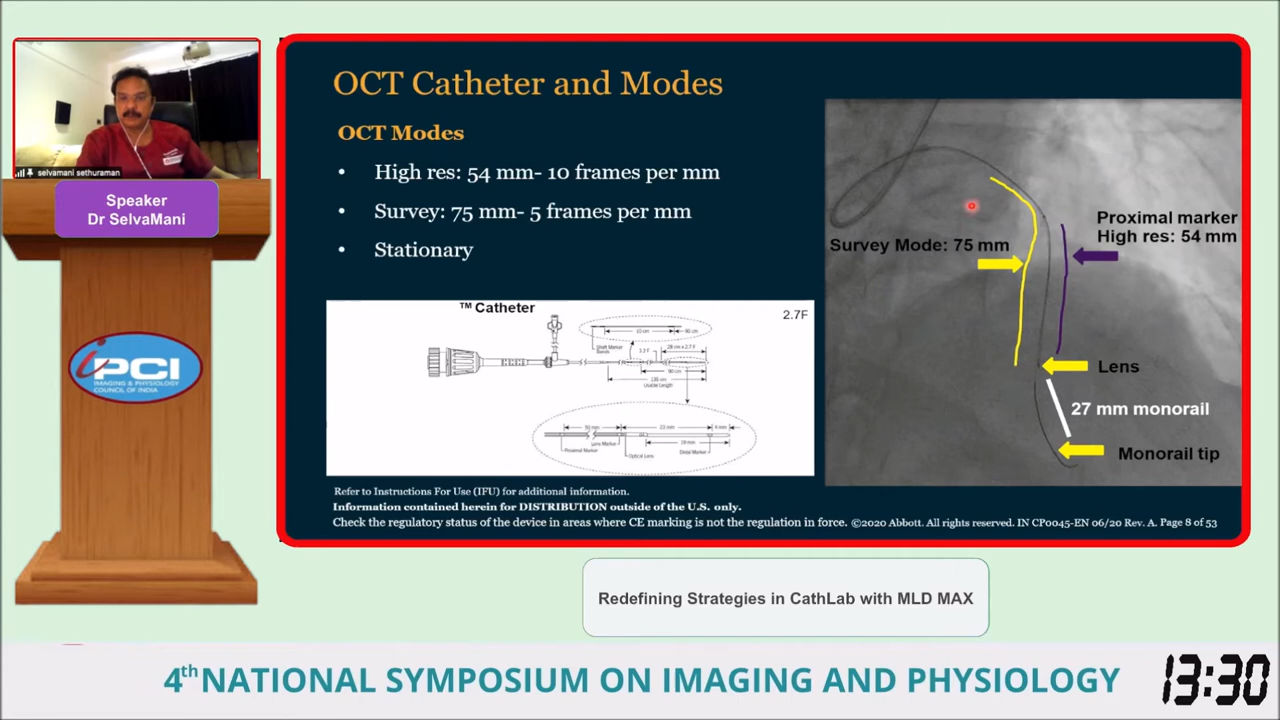 selvamani sethuraman
Speaker
Dr SelvaMani
iPCI
IMAGING & PHYSIOLOGY
COUNCIL OF INDIA
OCT Catheter and Modes
OCT Modes
• High res: 54 mm- 10 frames per mm
• Survey: 75 mm- 5 frames per mm
• Stationary
™ Catheter
2.7F
Survey Mode: 75 mm
Proximal marker
High res: 54 mm
Lens
27 mm monorail
Monorail tip
Refer to Instructions For Use (IFU) for additional information.
Information contained herein for DISTRIBUTION outside of the U.S. only.
Check the regulatory status of the device in areas where CE marking is not the regulation in force. ©2020 Abbott. All rights reserved. IN CP0045-EN 06/20 Rev. A. Page 8 of 53
Redefining Strategies in CathLab with MLD MAX
4th NATIONAL SYMPOSIUM ON IMAGING AND PHYSIOLOGY
13:30